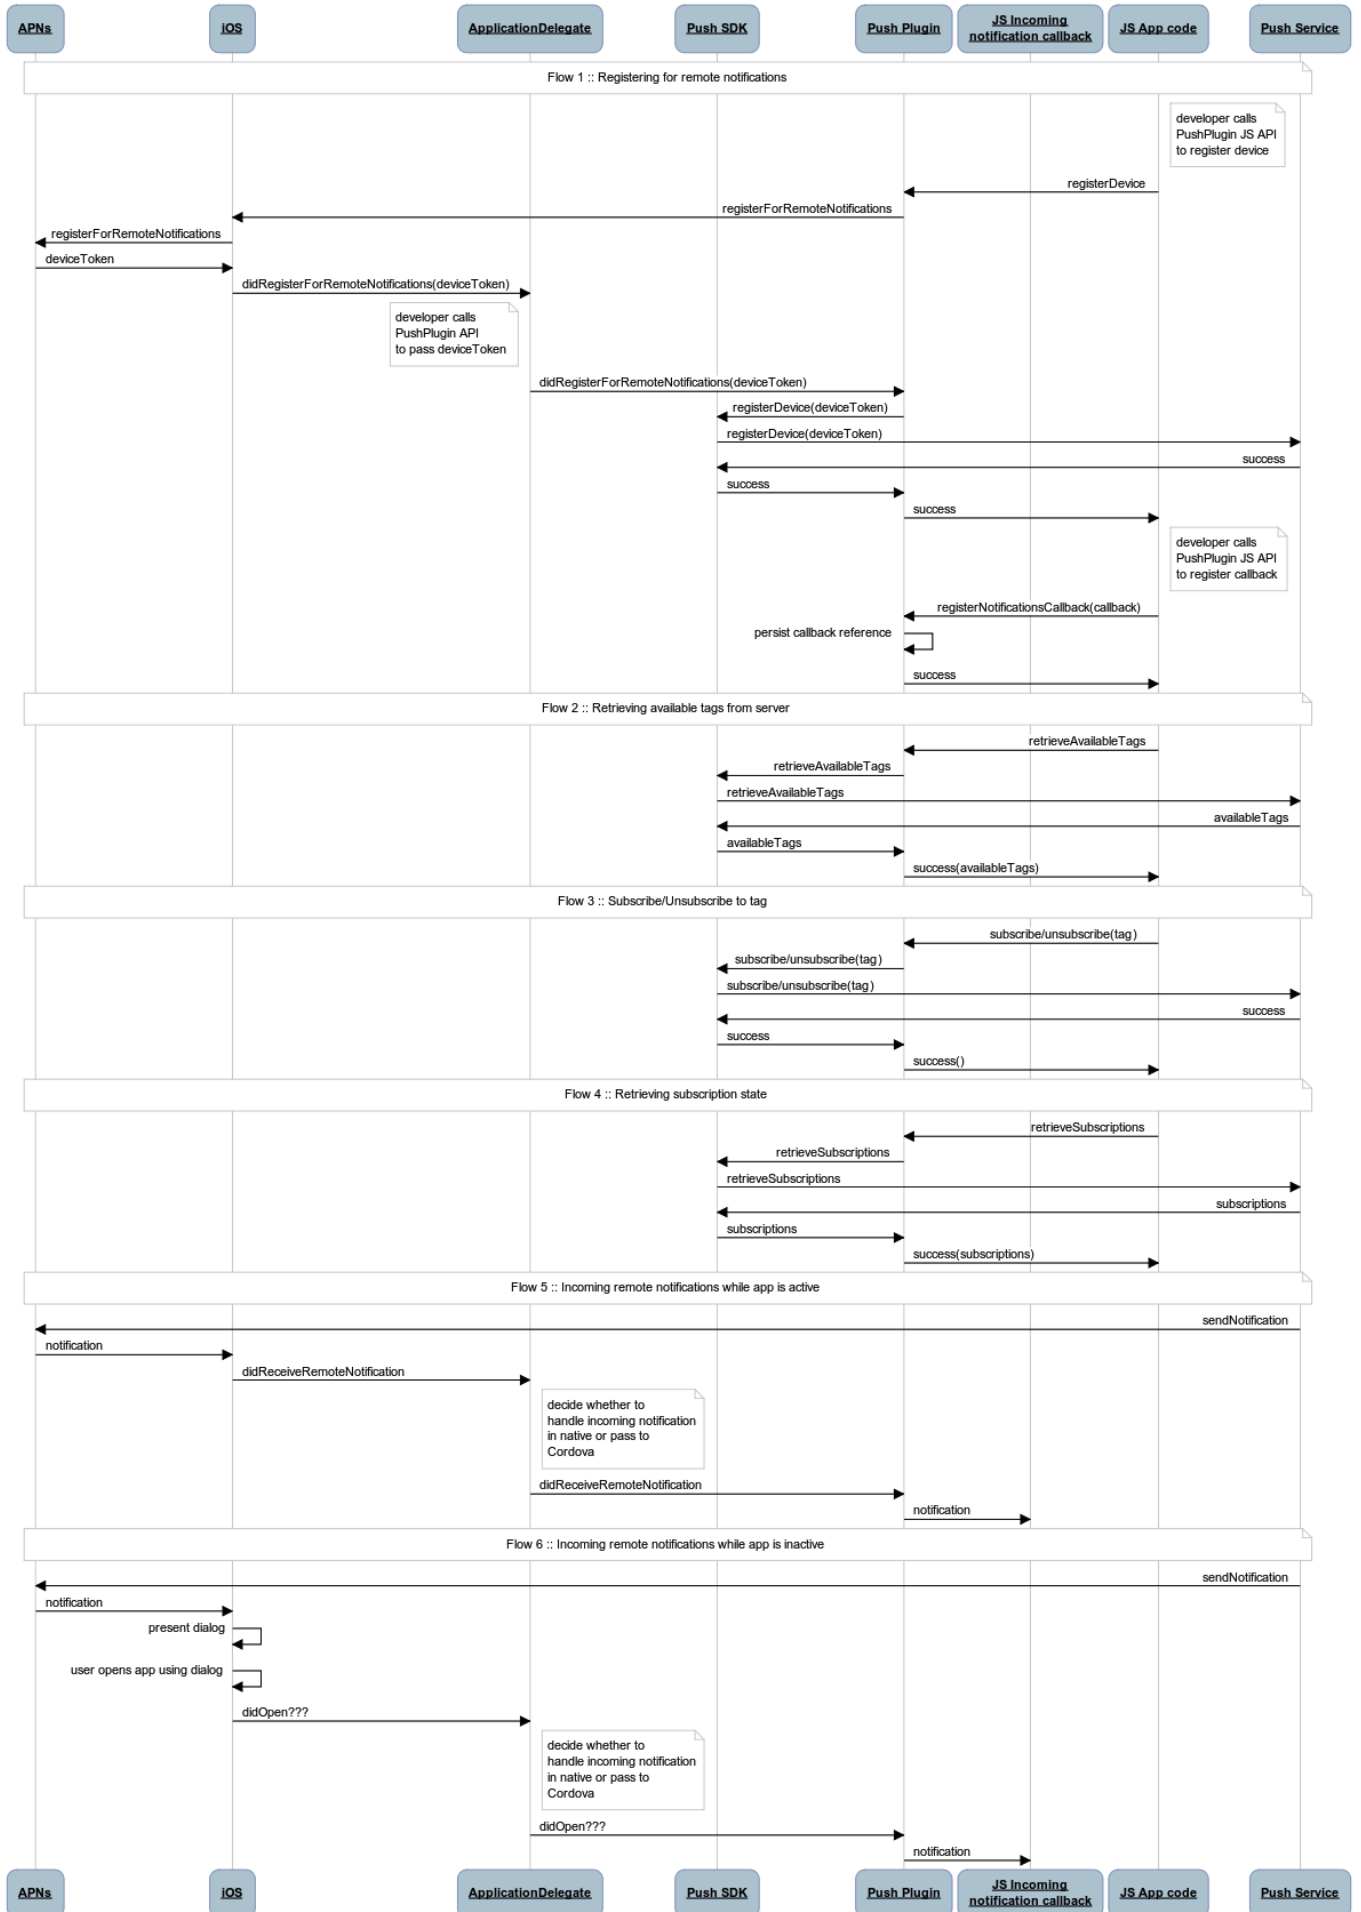 APNs
iOS
ApplicationDelegate
Push SDK
Push Plugin
JS Incoming
notification callback
JS App code
Push Service
Flow 1 :: Registering for remote notifications
developer calls
PushPlugin JS API
to register device
registerDevice
registerForRemoteNotifications
registerForRemoteNotifications
deviceToken
didRegisterForRemoteNotifications(deviceToken)
developer calls
PushPlugin API
to pass deviceToken
didRegisterForRemoteNotifications(deviceToken)
registerDevice(deviceToken)
registerDevice(deviceToken)
success
success
success
developer calls
PushPlugin JS API
to register callback
registerNotificationsCallback(callback)
persist callback reference
success
Flow 2 :: Retrieving available tags from server
retrieveAvailableTags
retrieveAvailableTags
retrieveAvailableTags
availableTags
availableTags
success(availableTags)
Flow 3 :: Subscribe/Unsubscribe to tag
subscribe/unsubscribe(tag)
subscribe/unsubscribe(tag)
subscribe/unsubscribe(tag)
success
success
success()
Flow 4 :: Retrieving subscription state
retrieveSubscriptions
retrieveSubscriptions
retrieveSubscriptions
subscriptions
subscriptions
success(subscriptions)
Flow 5 :: Incoming remote notifications while app is active
sendNotification
notification
didReceiveRemoteNotification
decide whether to
handle incoming notification
in native or pass to
Cordova
didReceiveRemoteNotification
notification
Flow 6 :: Incoming remote notifications while app is inactive
sendNotification
notification
present dialog
user opens app using dialog
didOpen???
decide whether to
handle incoming notification
in native or pass to
Cordova
didOpen???
notification
APNs
iOS
ApplicationDelegate
Push SDK
Push Plugin
JS Incoming
notification callback
JS App code
Push Service